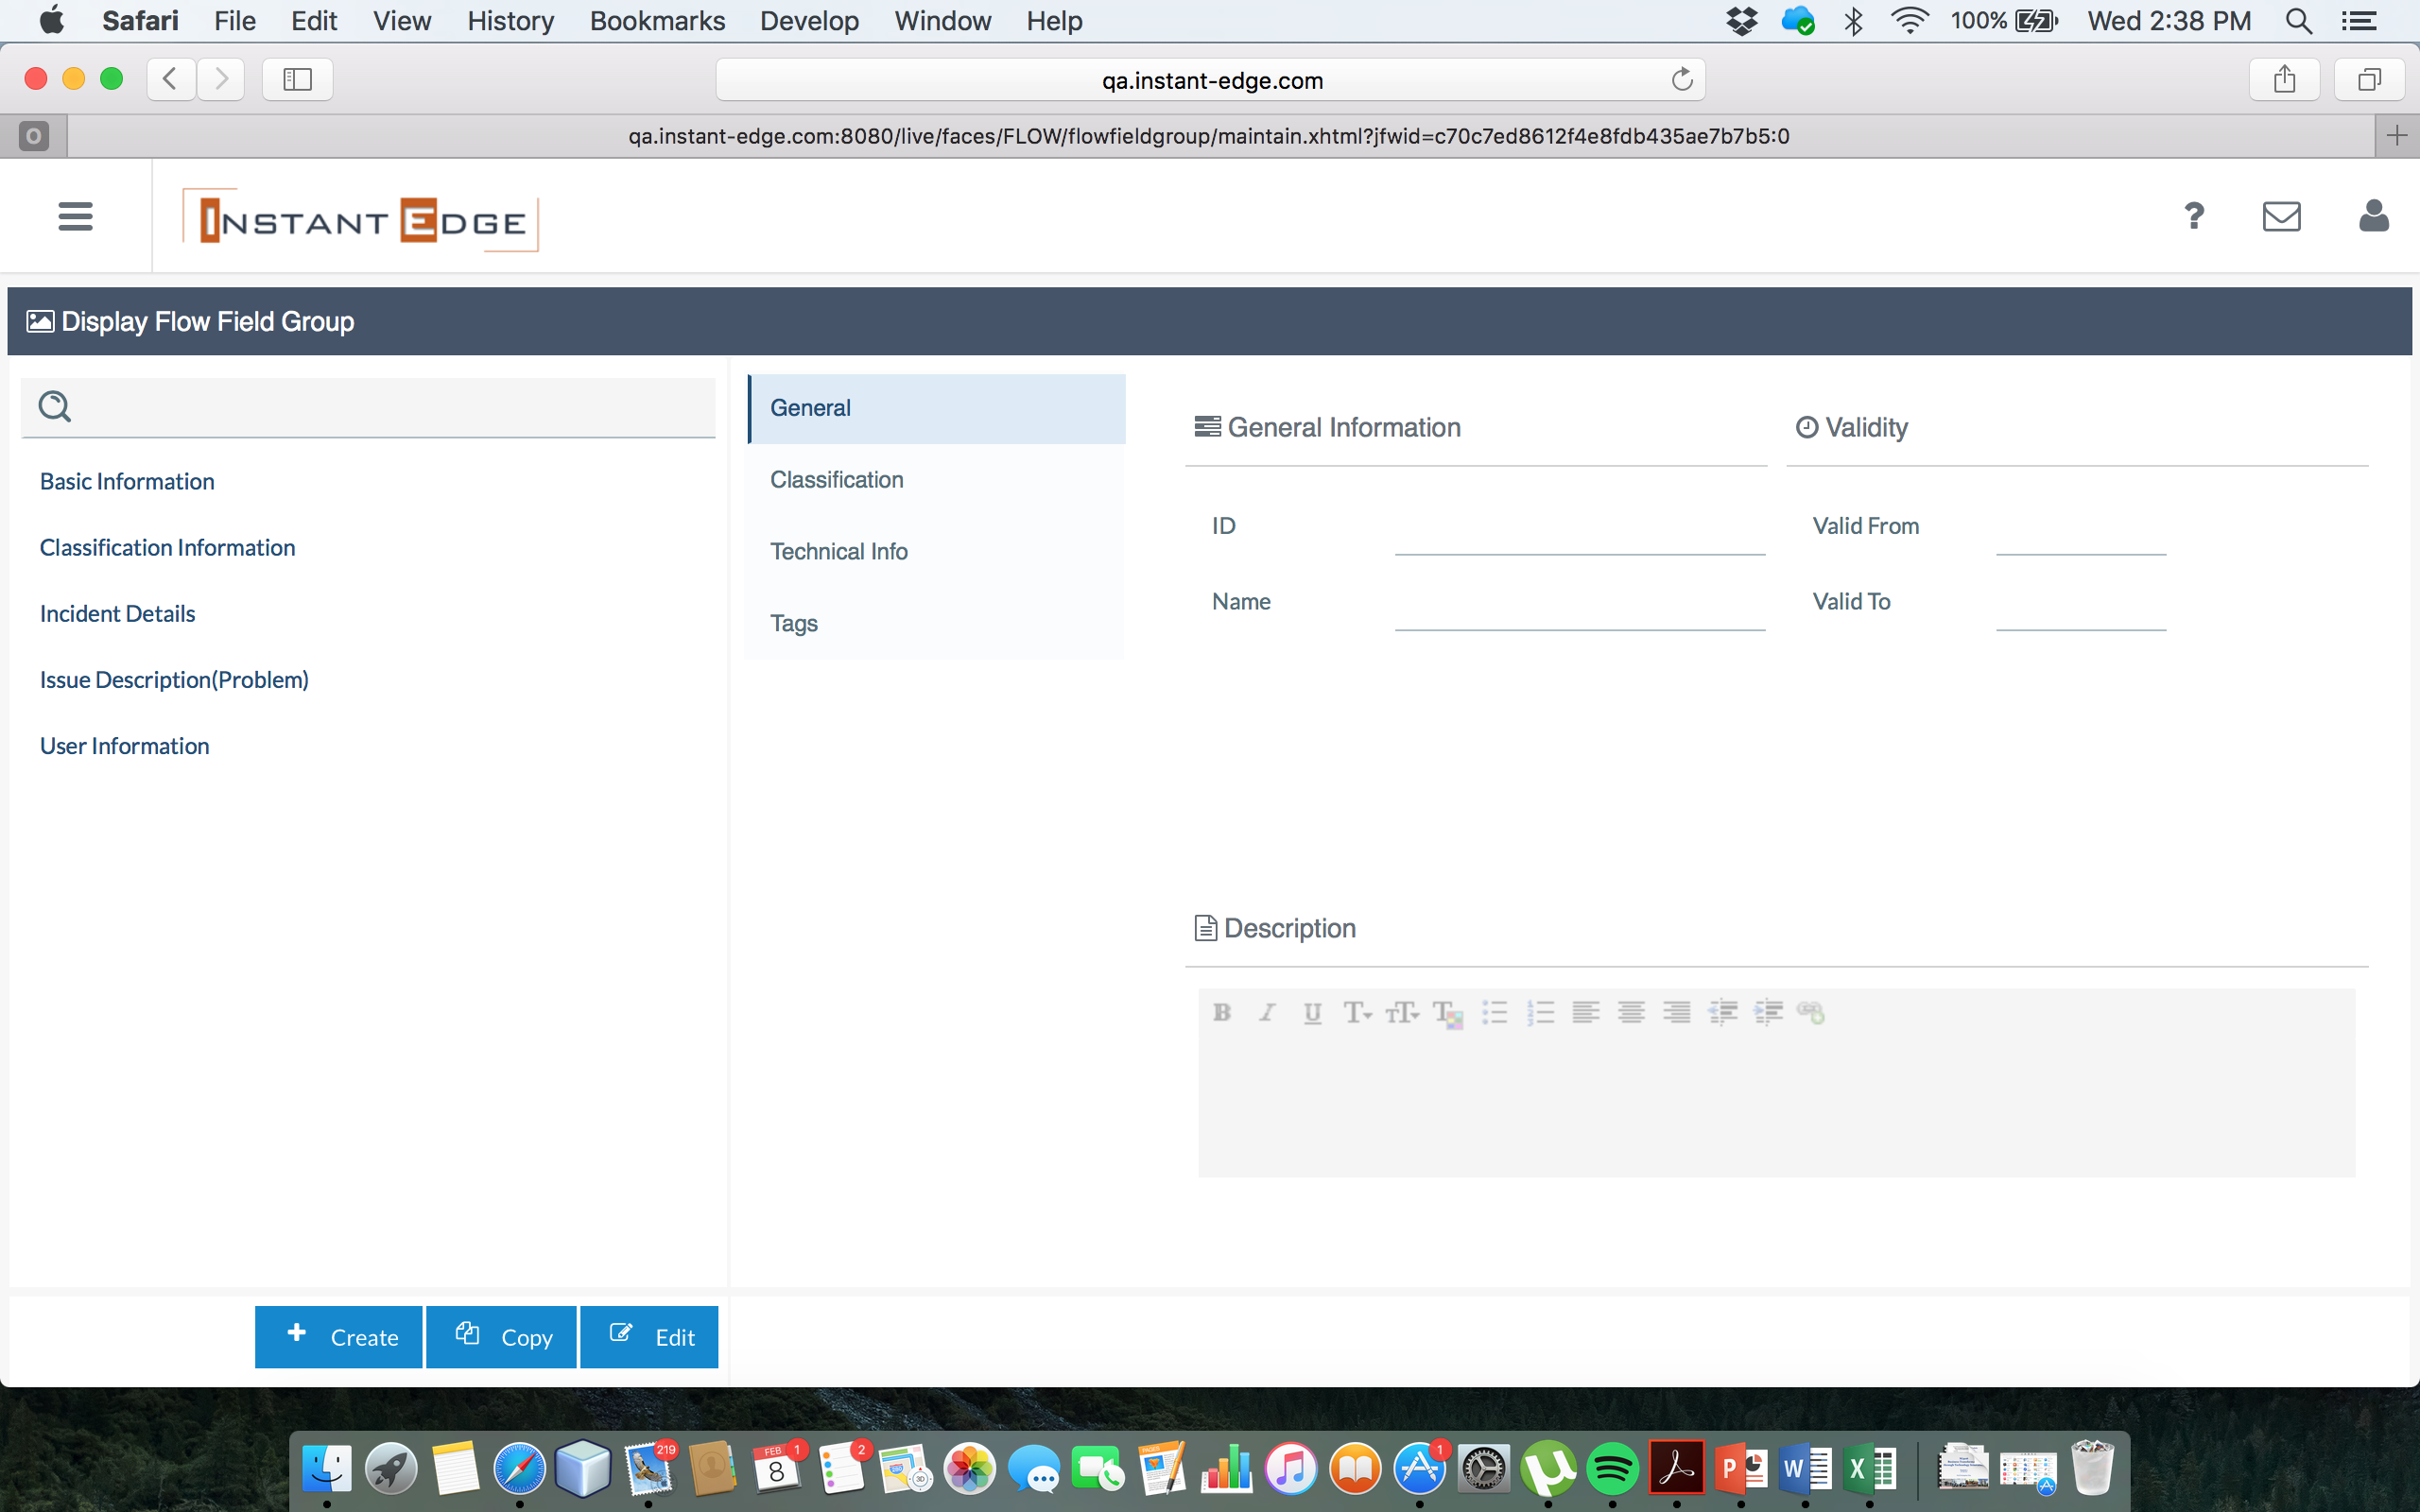 Safari File Edit View History Bookmarks Develop Window Help 100% Wed 2:38 PM
qa.instant-edge.com
O qa.instant-edge.com:8080/live/faces/FLOW/flowfieldgroup/maintain.xhtml?jfwid=c70c7ed8612f4e8fdb435ae7b7b5:0
INSTANT EDGE ?
Display Flow Field Group
Basic Information
Classification Information
Incident Details
Issue Description(Problem)
User Information
General
Classification
Technical Info
Tags
General Information
ID
Name
Validity
Valid From
Valid To
Description
B I U T TT T
Create Copy Edit
219 FEB 8 1 2 3D PAGES 1 P W X